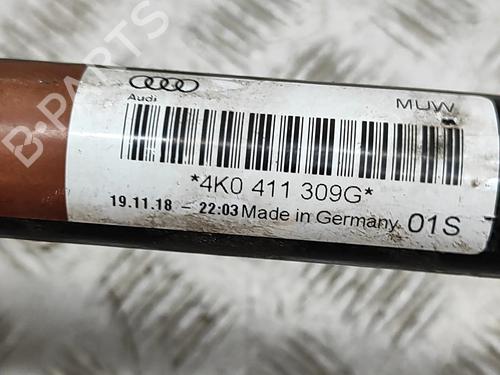 B-PARTS
Audi
MUW
*4K0 411 309G*
19.11.18 - 22:03 Made in Germany 01S